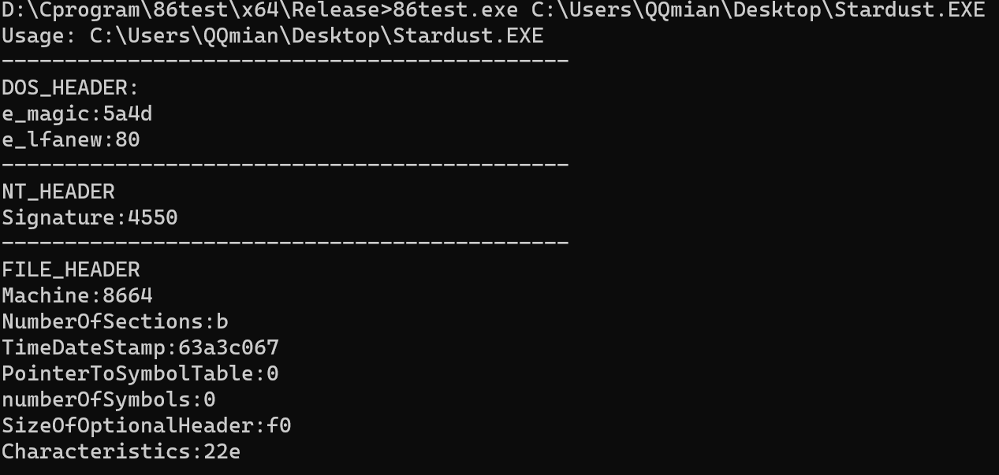 D:\Cprogram\86test\x64\Release>86test.exe C:\Users\QQmian\Desktop\Stardust.EXE
Usage: C:\Users\QQmian\Desktop\Stardust.EXE
---------------------------------------------
DOS_HEADER:
e_magic:5a4d
e_lfanew:80
---------------------------------------------
NT_HEADER
Signature:4550
---------------------------------------------
FILE_HEADER
Machine:8664
NumberOfSections:b
TimeDateStamp:63a3c067
PointerToSymbolTable:0
numberOfSymbols:0
SizeOfOptionalHeader:f0
Characteristics:22e